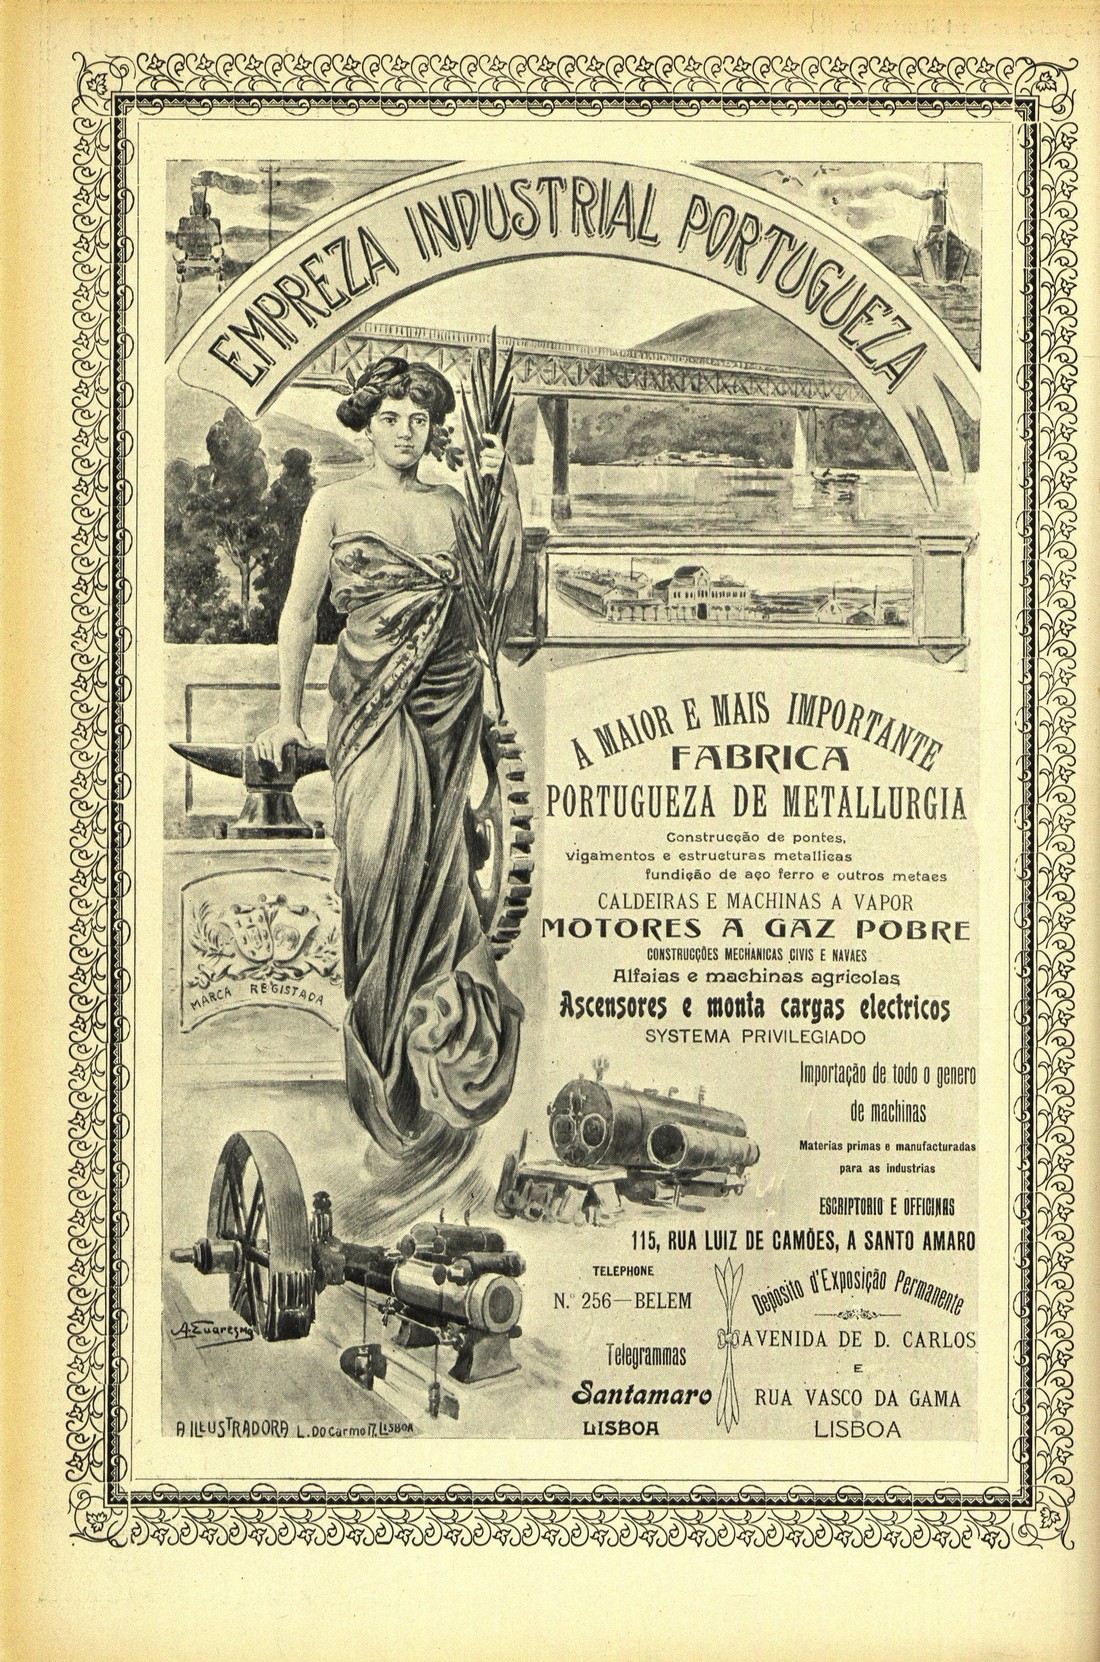 EMPREZA INDUSTRIAL PORTUGUEZA
A MAIOR E MAIS IMPORTANTE
FABRICA
PORTUGUEZA DE METALLURGIA
Construcção de pontes,
vigamentos e estructuras metallicas
fundição de aço ferro e outros metaes
CALDEIRAS E MACHINAS A VAPOR
MOTORES A GAZ POBRE
CONSTRUCÇÕES MECHANICAS CIVIS E NAVAES
Alfaias e machinas agricolas
Ascensores e monta cargas electricos
SYSTEMA PRIVILEGIADO
MARCA REGISTADA
Importação de todo o genero
de machinas
Materias primas e manufacturadas
para as industrias
ESCRIPTORIO E OFFICINAS
115, RUA LUIZ DE CAMÕES, A SANTO AMARO
TELEPHONE
N.º 256—BELEM
Telegrammas
Santamaro
LISBOA
Deposito d'Exposição Permanente
AVENIDA DE D. CARLOS
E
RUA VASCO DA GAMA
LISBOA
A ILLUSTRADORA L. DO Carmo 17, LISBOA